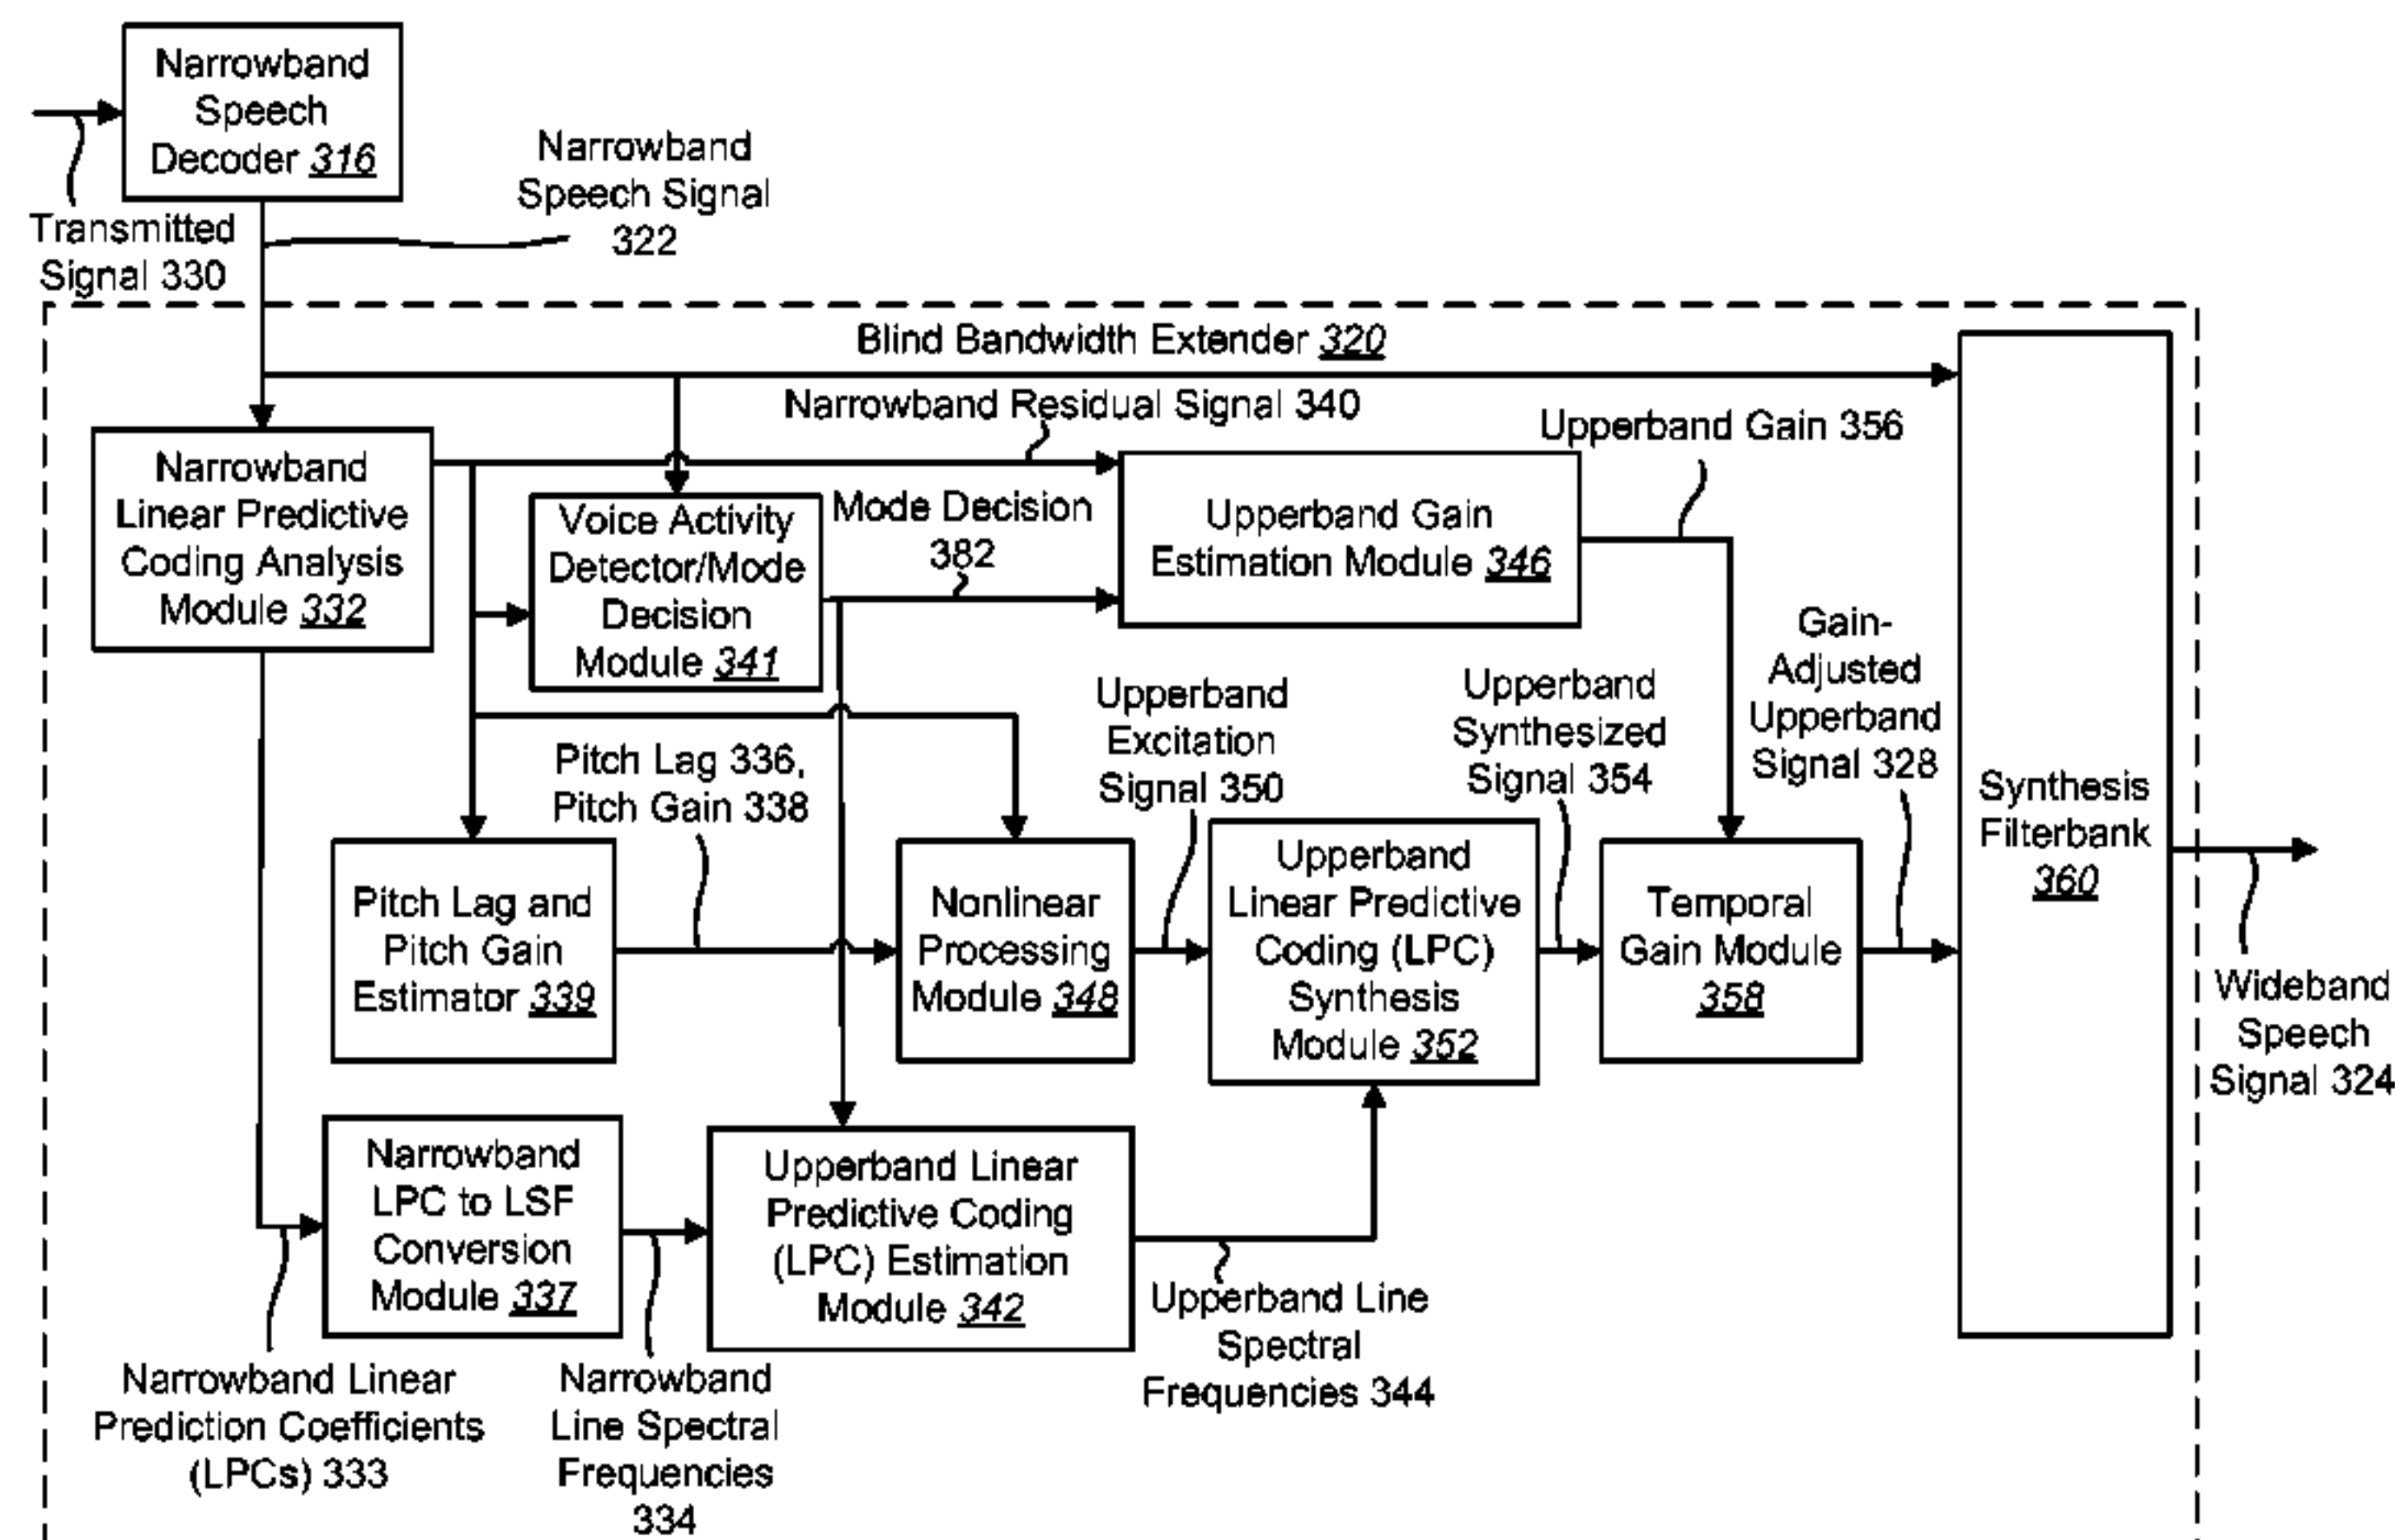 Narrowband
Speech
Decoder 316
Transmitted
Signal 330
Narrowband
Speech Signal
322
Blind Bandwidth Extender 320
Narrowband Residual Signal 340
Upperband Gain 356
Narrowband
Linear Predictive
Coding Analysis
Module 332
Voice Activity
Detector/Mode
Decision
Module 341
Mode Decision
382
Upperband Gain
Estimation Module 346
Gain-
Adjusted
Upperband
Signal 328
Upperband
Excitation
Signal 350
Upperband
Synthesized
Signal 354
Pitch Lag 336,
Pitch Gain 338
Synthesis
Filterbank
360
Pitch Lag and
Pitch Gain
Estimator 339
Nonlinear
Processing
Module 348
Upperband
Linear Predictive
Coding (LPC)
Synthesis
Module 352
Temporal
Gain Module
358
Wideband
Speech
Signal 324
Narrowband
LPC to LSF
Conversion
Module 337
Upperband Linear
Predictive Coding
(LPC) Estimation
Module 342
Upperband Line
Spectral
Frequencies 344
Narrowband Linear
Prediction Coefficients
(LPCs) 333
Narrowband
Line Spectral
Frequencies
334